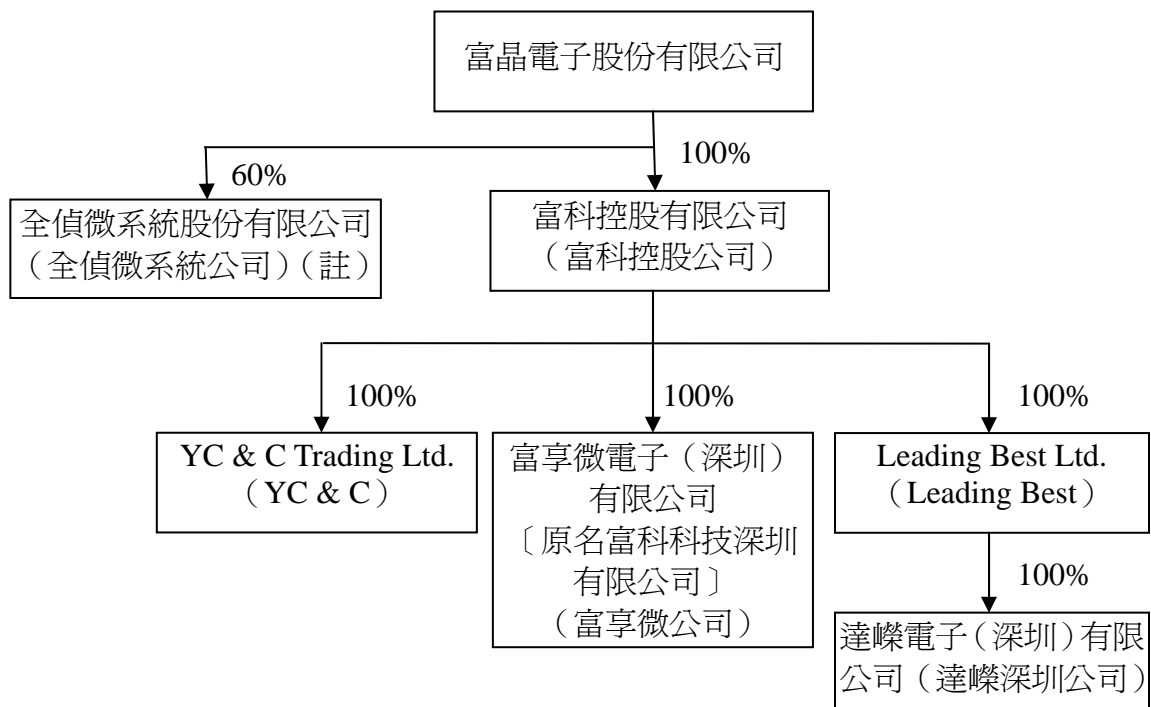 富晶電子股份有限公司
60%
100%
全偵微系統股份有限公司
（全偵微系統公司）（註）
富科控股有限公司
（富科控股公司）
100%
100%
100%
YC & C Trading Ltd.
（YC & C）
富享微電子（深圳）
有限公司
〔原名富科科技深圳
有限公司〕
（富享微公司）
Leading Best Ltd.
（Leading Best）
100%
達嶸電子（深圳）有限
公司（達嶸深圳公司）